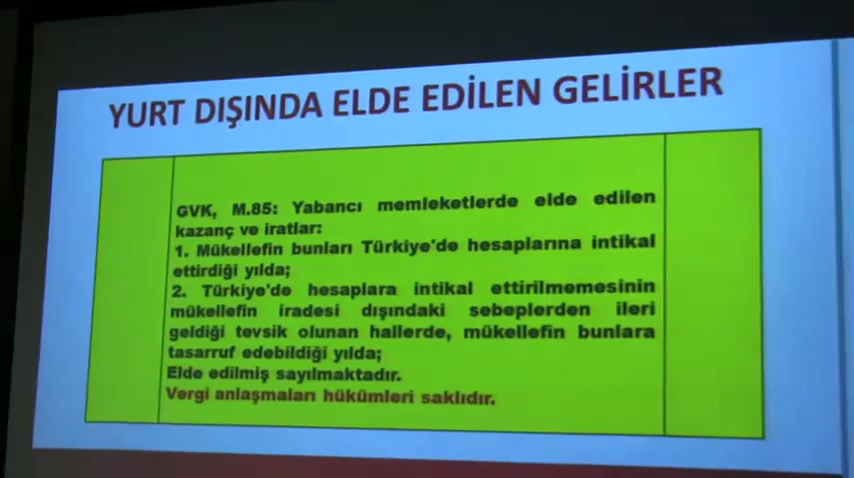 YURT DIŞINDA ELDE EDİLEN GELİRLER
GVK, M.85: Yabancı memleketlerde elde edilen
kazanç ve iratlar:
1. Mükellefin bunları Türkiye'de hesaplarına intikal
ettirdiği yılda;
2. Türkiye'de hesaplara intikal ettirilmemesinin
mükellefin iradesi dışındaki sebeplerden ileri
geldiği tevsik olunan hallerde, mükellefin bunlara
tasarruf edebildiği yılda;
Elde edilmiş sayılmaktadır.
Vergi anlaşmaları hükümleri saklıdır.